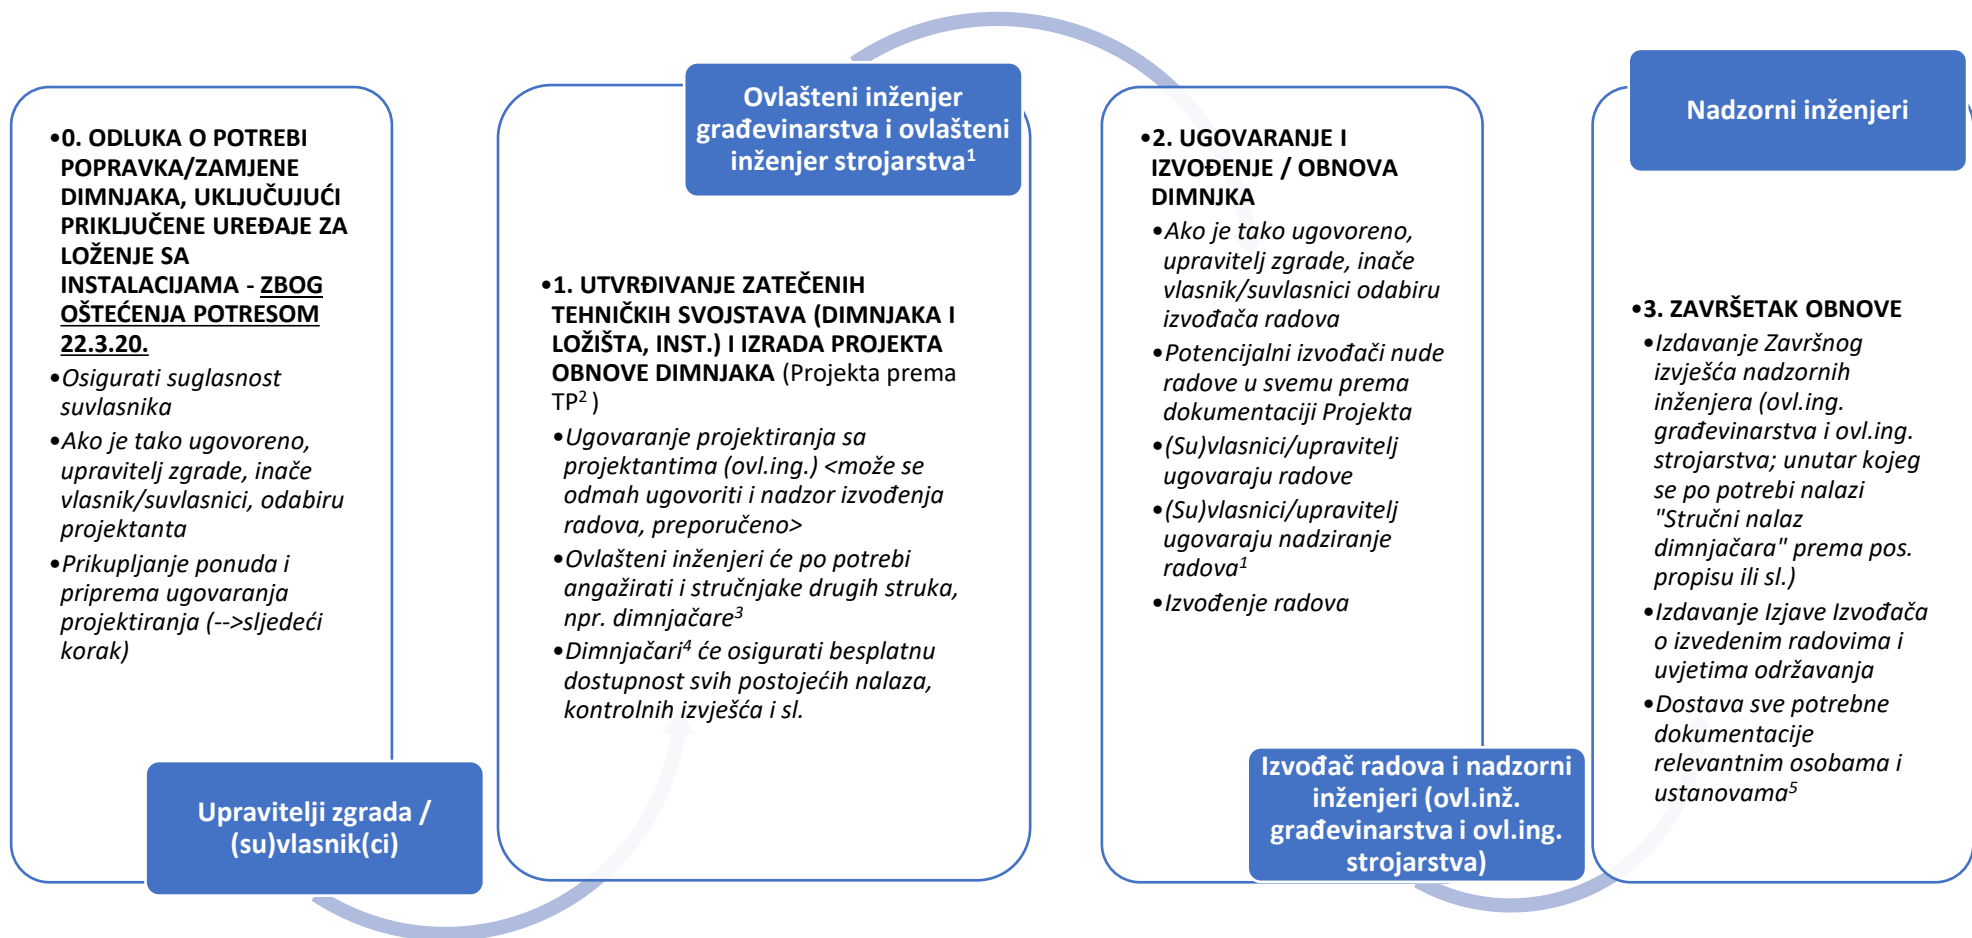 •0. ODLUKA O POTREBI
POPRAVKA/ZAMJENE
DIMNJAKA, UKLJUČUJUĆI
PRIKLJUČENE UREĐAJE ZA
LOŽENJE SA
INSTALACIJAMA - ZBOG
OŠTEĆENJA POTRESOM
22.3.20.
•Osigurati suglasnost
suvlasnika
•Ako je tako ugovoreno,
upravitelj zgrade, inače
vlasnik/suvlasnici, odabiru
projektanta
•Prikupljanje ponuda i
priprema ugovaranja
projektiranja (-->sljedeći
korak)
Upravitelji zgrada /
(su)vlasnik(ci)
Ovlašteni inženjer
građevinarstva i ovlašteni
inženjer strojarstva¹
•1. UTVRĐIVANJE ZATEČENIH
TEHNIČKIH SVOJSTAVA (DIMNJAKA I
LOŽIŠTA, INST.) I IZRADA PROJEKTA
OBNOVE DIMNJAKA (Projekta prema
TP² )
•Ugovaranje projektiranja sa
projektantima (ovl.ing.) <može se
odmah ugovoriti i nadzor izvođenja
radova, preporučeno>
•Ovlašteni inženjeri će po potrebi
angažirati i stručnjake drugih struka,
npr. dimnjačare³
•Dimnjačari⁴ će osigurati besplatnu
dostupnost svih postojećih nalaza,
kontrolnih izvješća i sl.
•2. UGOVARANJE I
IZVOĐENJE / OBNOVA
DIMNJKA
•Ako je tako ugovoreno,
upravitelj zgrade, inače
vlasnik/suvlasnici odabiru
izvođača radova
•Potencijalni izvođači nude
radove u svemu prema
dokumentaciji Projekta
•(Su)vlasnici/upravitelj
ugovaraju radove
•(Su)vlasnici/upravitelj
ugovaraju nadziranje
radova¹
•Izvođenje radova
Izvođač radova i nadzorni
inženjeri (ovl.inž.
građevinarstva i ovl.ing.
strojarstva)
Nadzorni inženjeri
•3. ZAVRŠETAK OBNOVE
•Izdavanje Završnog
izvješća nadzornih
inženjera (ovl.ing.
građevinarstva i ovl.ing.
strojarstva; unutar kojeg
se po potrebi nalazi
"Stručni nalaz
dimnjačara" prema pos.
propisu ili sl.)
•Izdavanje Izjave Izvođača
o izvedenim radovima i
uvjetima održavanja
•Dostava sve potrebne
dokumentacije
relevantnim osobama i
ustanovama⁵